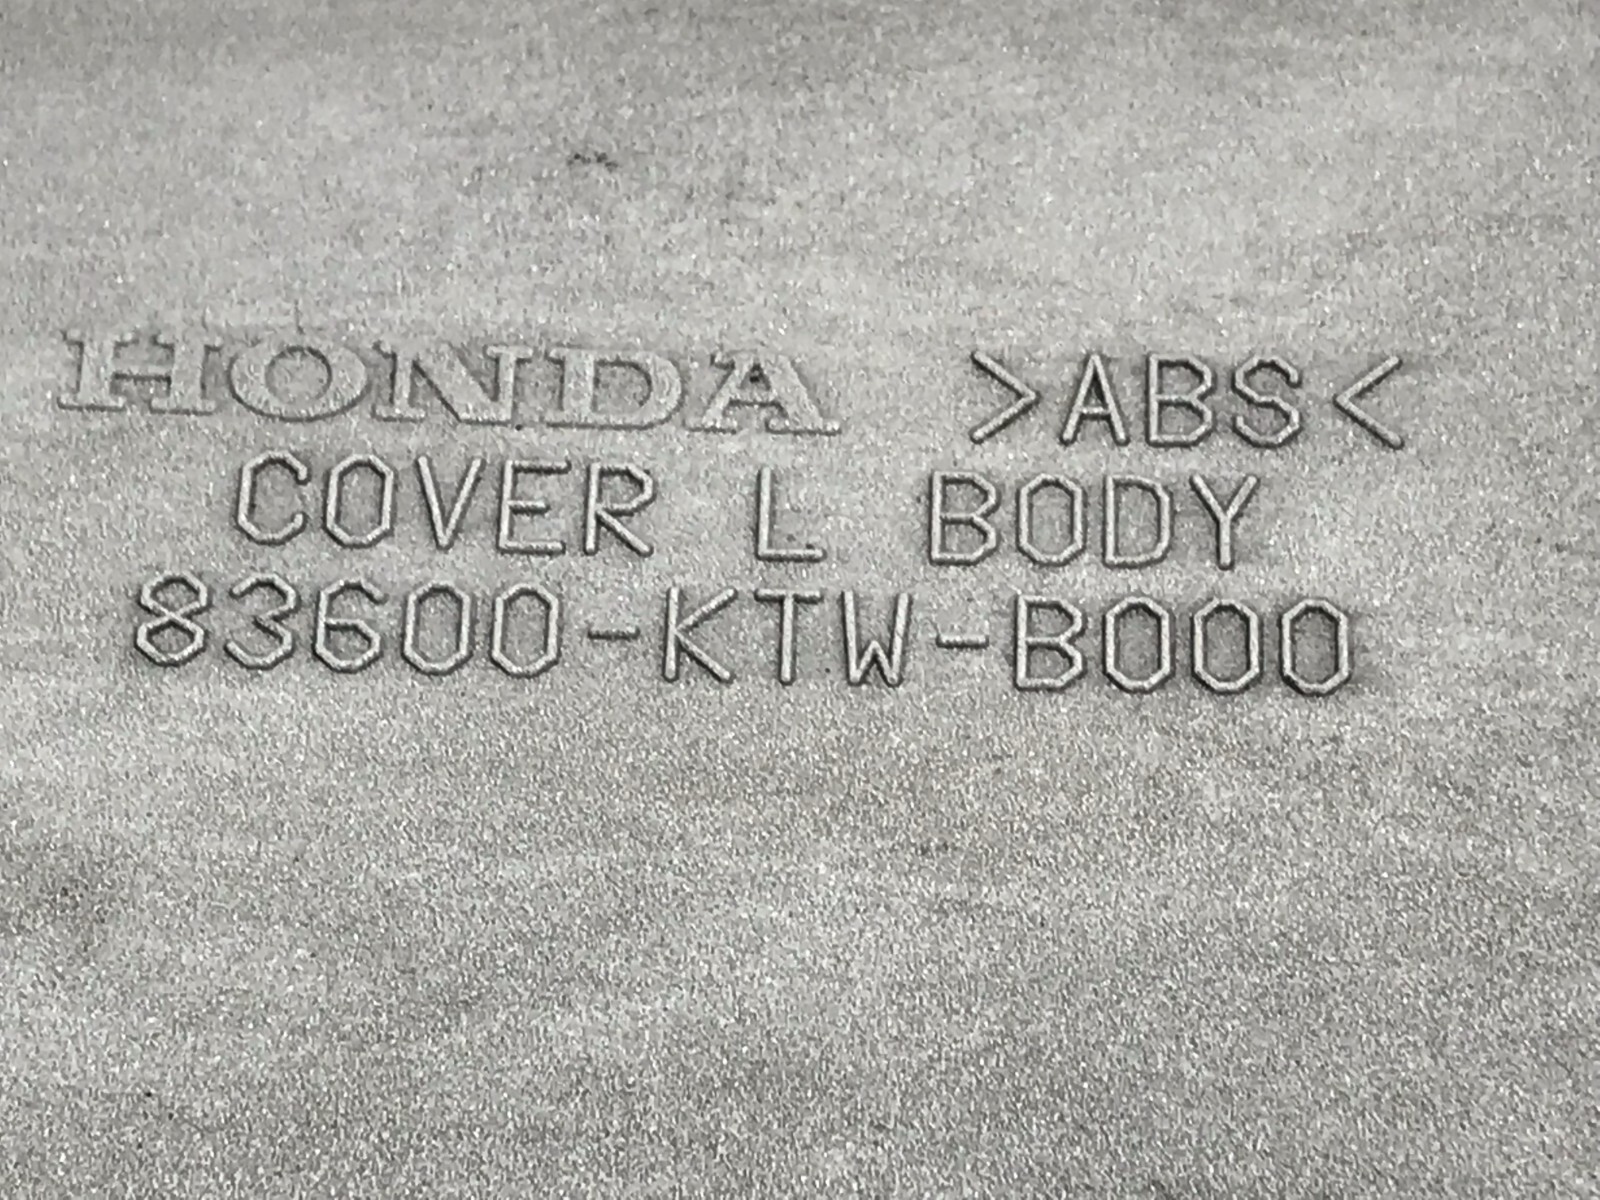 HONDA >ABS<
COVER L BODY
83600-KTW-B000